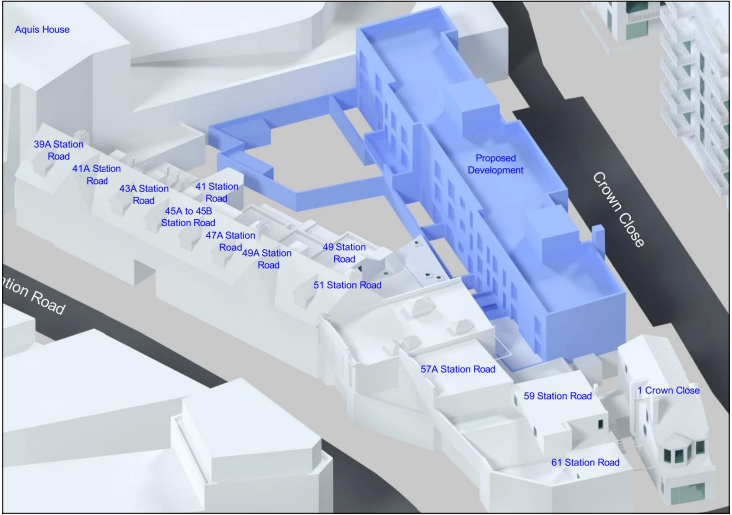 Aquis House
39A Station
Road
41A Station
Road
43A Station
Road
41 Station
Road
45A to 45B
Station Road
47A Station
Road
49A Station
Road
49 Station
Road
51 Station Road
Proposed
Development
Crown Close
ation Road
57A Station Road
59 Station Road
1 Crown Close
61 Station Road